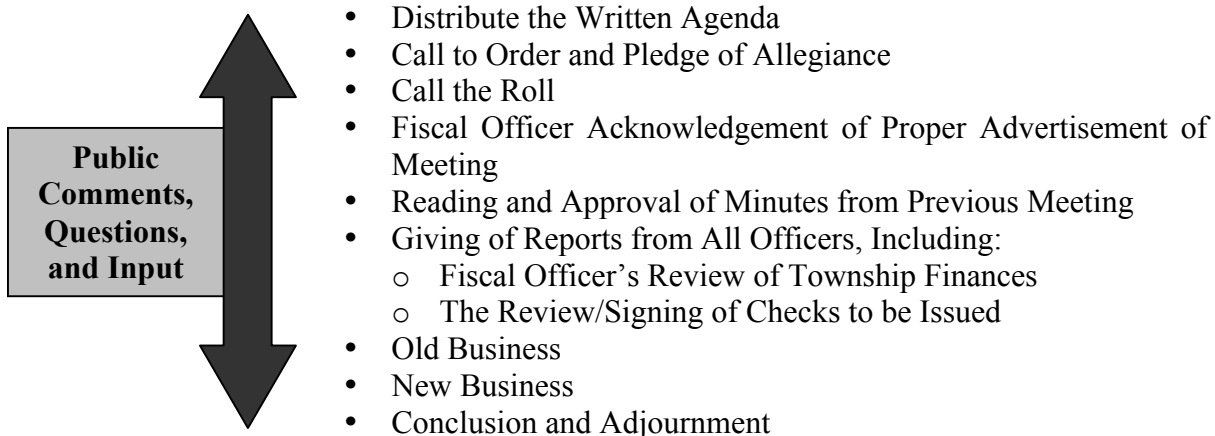 Public
Comments,
Questions,
and Input
• Distribute the Written Agenda
• Call to Order and Pledge of Allegiance
• Call the Roll
• Fiscal Officer Acknowledgement of Proper Advertisement of
Meeting
• Reading and Approval of Minutes from Previous Meeting
• Giving of Reports from All Officers, Including:
o Fiscal Officer’s Review of Township Finances
o The Review/Signing of Checks to be Issued
• Old Business
• New Business
• Conclusion and Adjournment